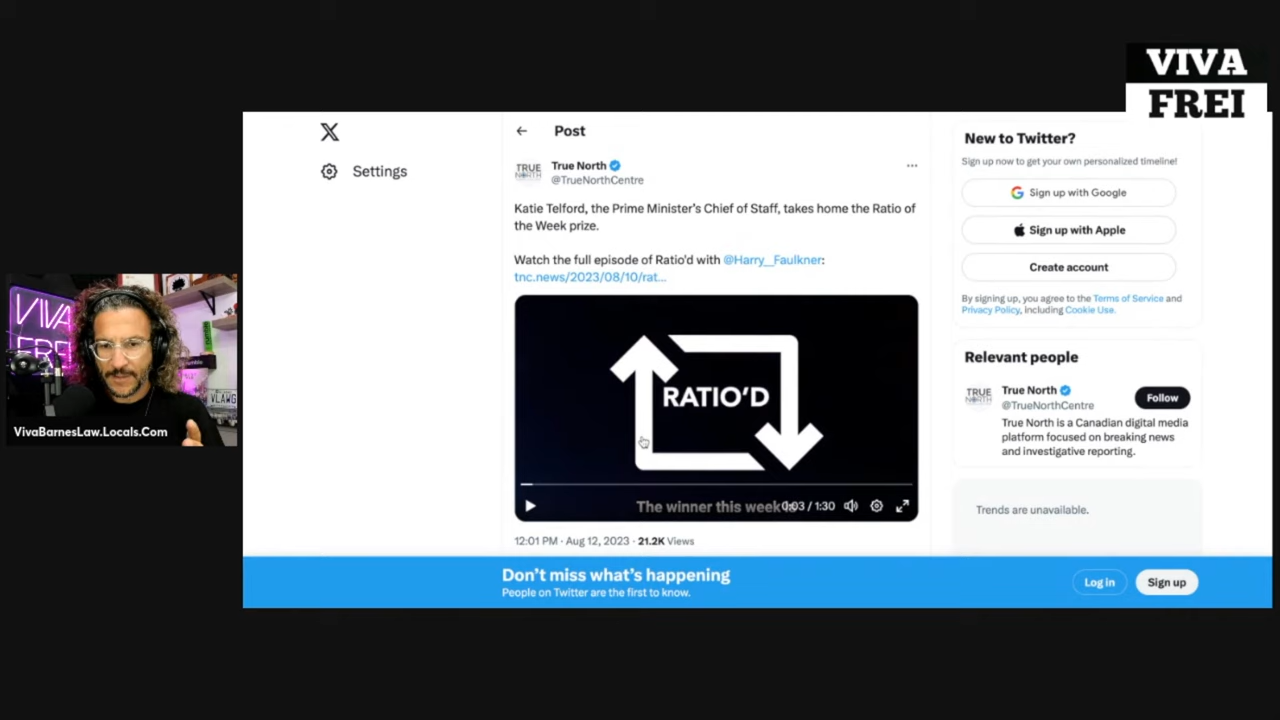 VIVA
FREI
Settings
Post
TRUE
NORTH
True North
@TrueNorthCentre
Katie Telford, the Prime Minister's Chief of Staff, takes home the Ratio of
the Week prize.
Watch the full episode of Ratio'd with @Harry__Faulkner:
tnc.news/2023/08/10/rat...
RATIO'D
The winner this week
0:03 / 1:30
12:01 PM · Aug 12, 2023 · 21.2K Views
New to Twitter?
Sign up now to get your own personalized timeline!
Sign up with Google
Sign up with Apple
Create account
By signing up, you agree to the Terms of Service and
Privacy Policy, including Cookie Use.
Relevant people
TRUE
NORTH
True North
@TrueNorthCentre
Follow
True North is a Canadian digital media
platform focused on breaking news
and investigative reporting.
Trends are unavailable.
Don't miss what's happening
People on Twitter are the first to know.
Log in
Sign up
VIVA
FREI
VLAWG
VivaBarnesLaw.Locals.Com